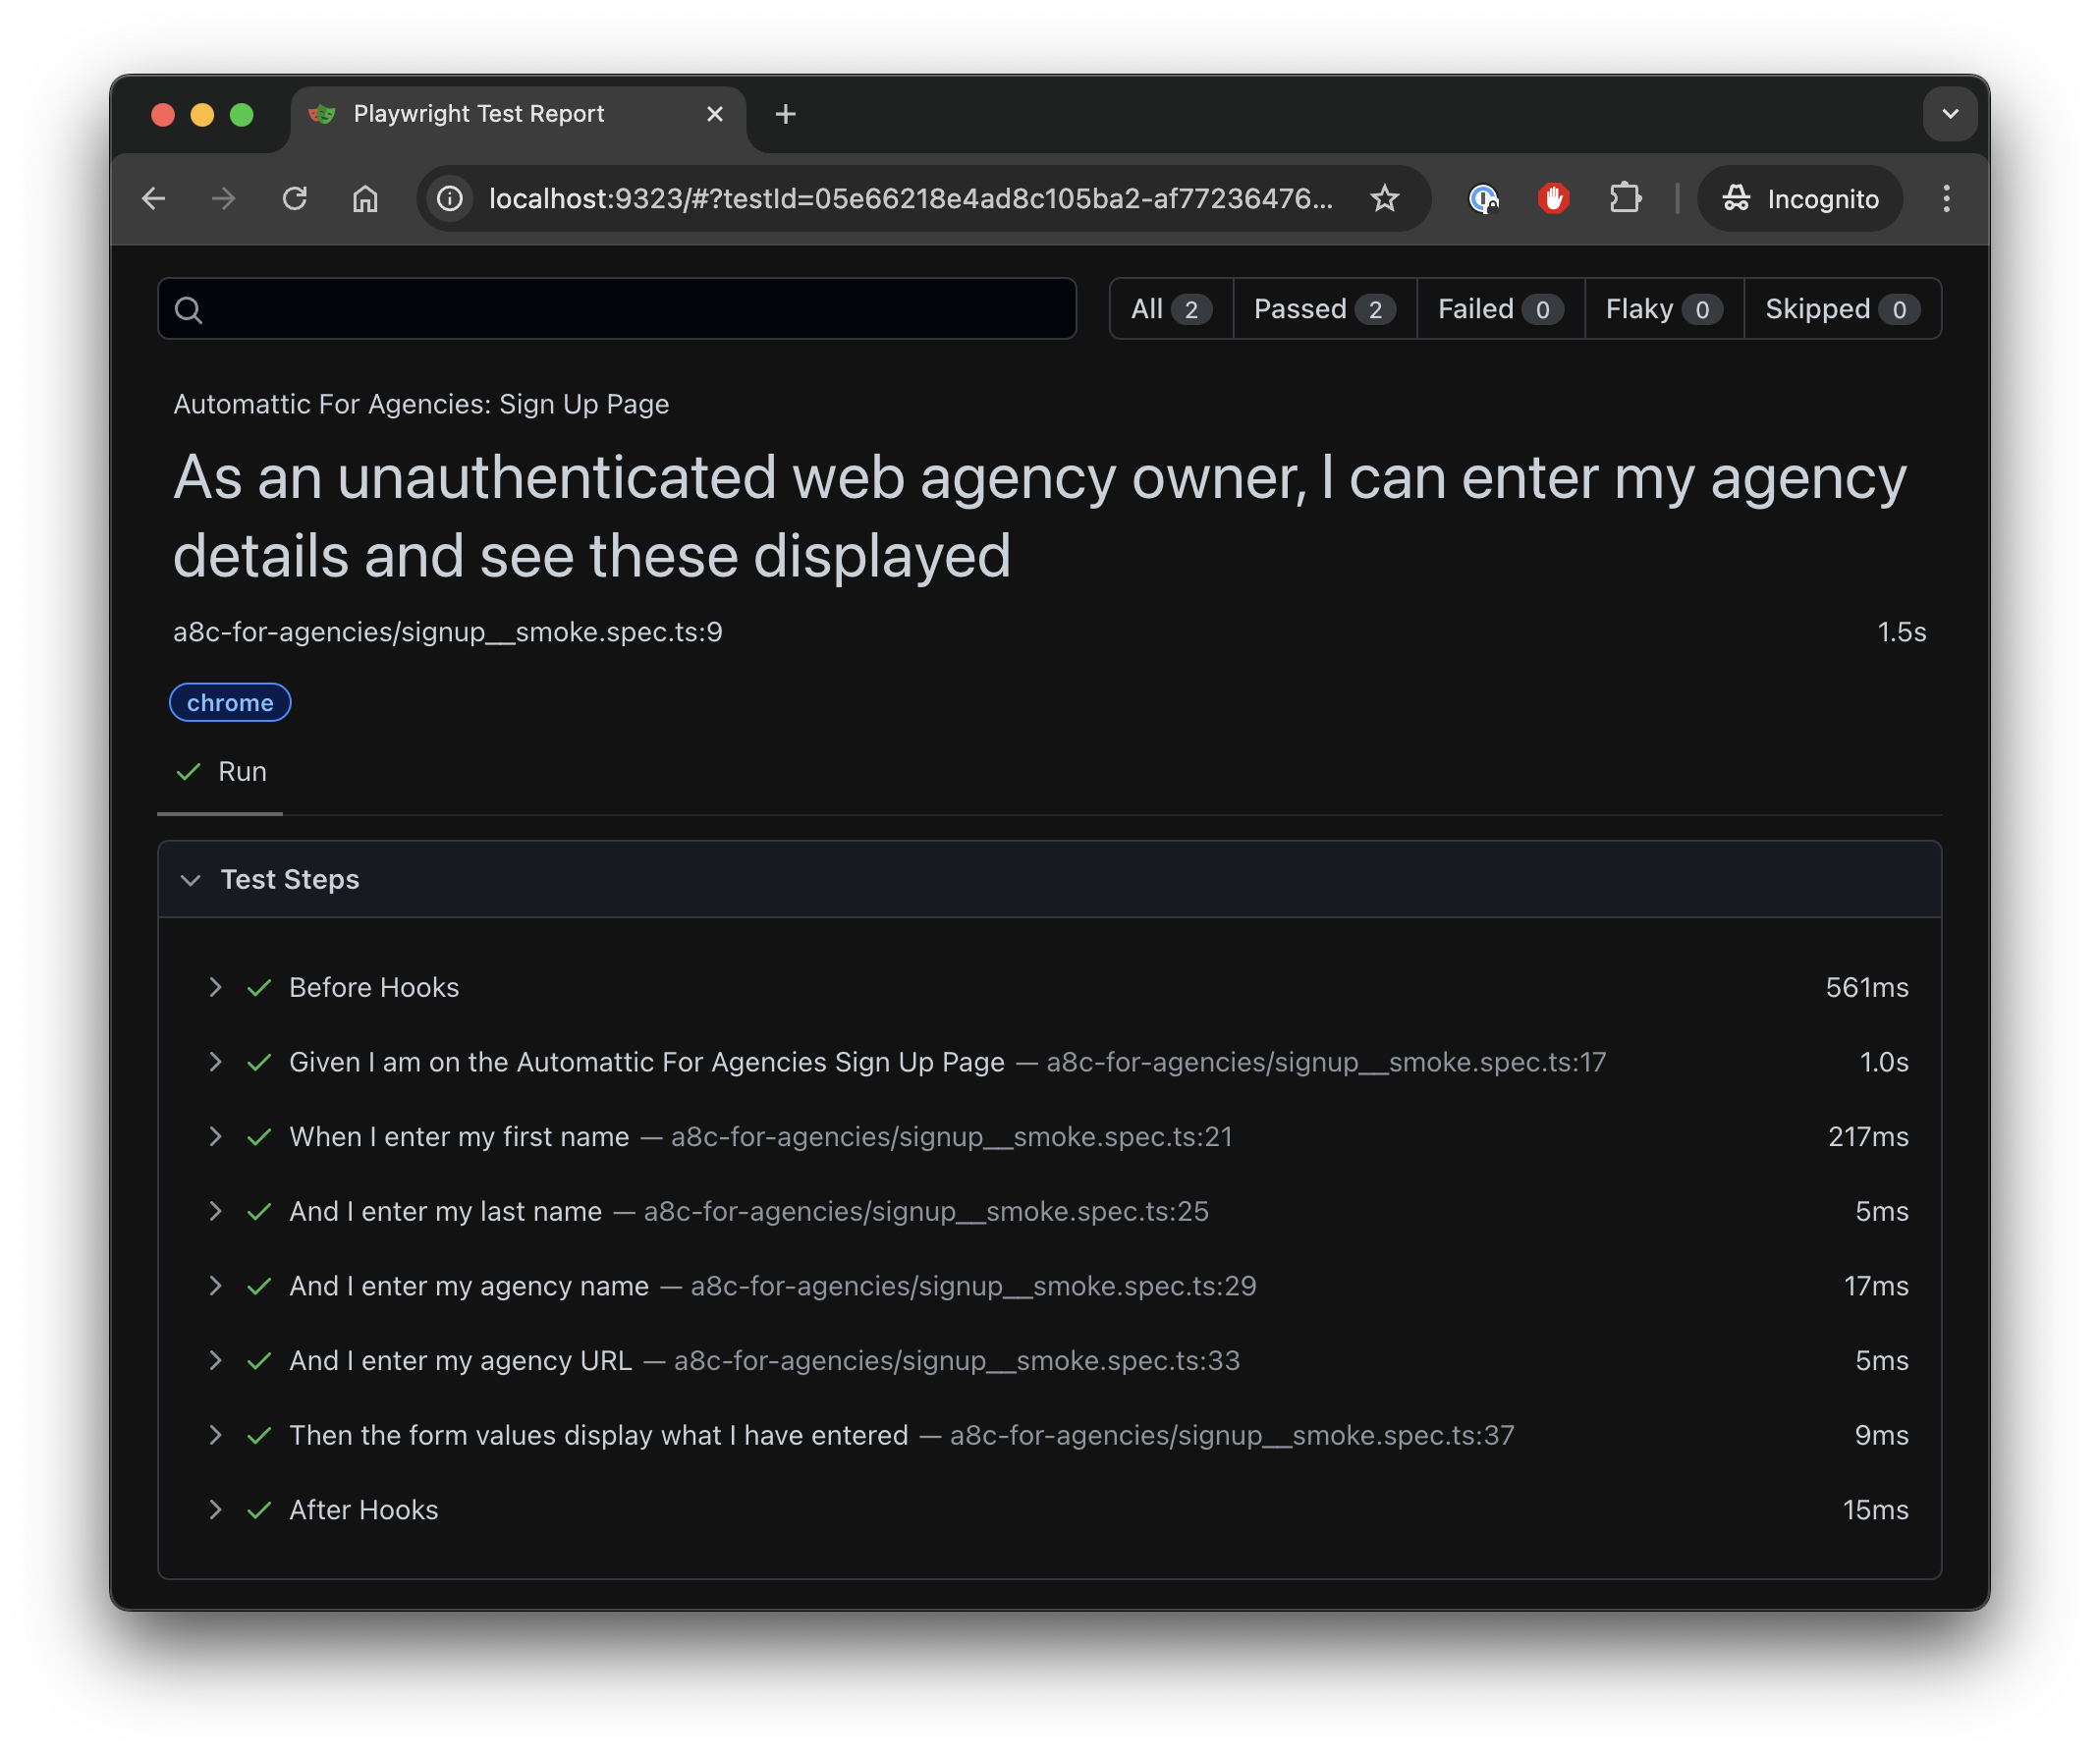 Playwright Test Report
localhost:9323/#?testId=05e66218e4ad8c105ba2-af77236476...
Incognito
All 2 Passed 2 Failed 0 Flaky 0 Skipped 0
Automattic For Agencies: Sign Up Page
As an unauthenticated web agency owner, I can enter my agency
details and see these displayed
a8c-for-agencies/signup__smoke.spec.ts:9 1.5s
chrome
Run
Test Steps
Before Hooks 561ms
Given I am on the Automattic For Agencies Sign Up Page — a8c-for-agencies/signup__smoke.spec.ts:17 1.0s
When I enter my first name — a8c-for-agencies/signup__smoke.spec.ts:21 217ms
And I enter my last name — a8c-for-agencies/signup__smoke.spec.ts:25 5ms
And I enter my agency name — a8c-for-agencies/signup__smoke.spec.ts:29 17ms
And I enter my agency URL — a8c-for-agencies/signup__smoke.spec.ts:33 5ms
Then the form values display what I have entered — a8c-for-agencies/signup__smoke.spec.ts:37 9ms
After Hooks 15ms